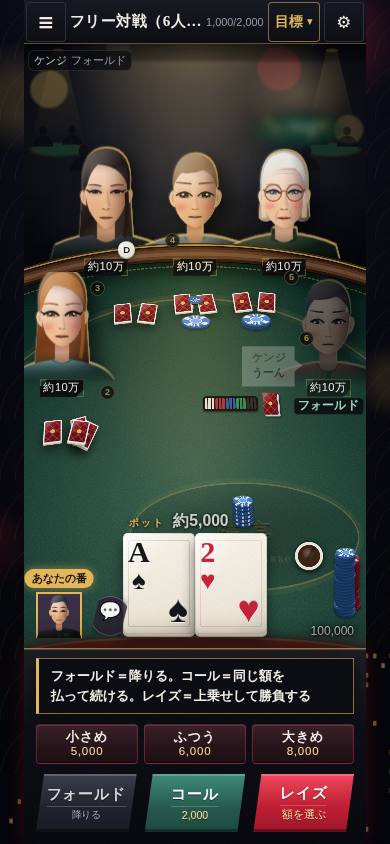 ≡ フリー対戦（6人… 1,000/2,000 目標 ▾ ⚙
ケンジ フォールド
4
D
約10万 約10万 約10万
5
3
6
ケンジ
うーん
約10万 約10万
2
フォールド
ポット 約5,000
A 2
あなたの番
100,000
フォールド＝降りる。コール＝同じ額を
払って続ける。レイズ＝上乗せして勝負する
小さめ ふつう 大きめ
5,000 6,000 8,000
フォールド コール レイズ
降りる 2,000 額を選ぶ